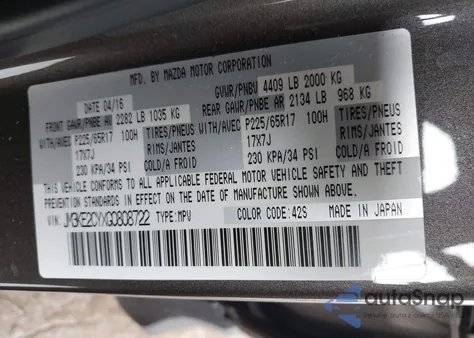 MFD. BY MAZDA MOTOR CORPORATION
DATE 04/16 GVWR/PNBV 4409 LB 2000 KG
FRONT GAWR/PNBE AR 2282 LB 1035 KG REAR GAWR/PNBE AR 2134 LB 968 KG
WITH/AVEC P225/65R17 100H TIRES/PNEUS WITH/AVEC P225/65R17 100H TIRES/PNEUS
17X7J RIMS/JANTES 17X7J RIMS/JANTES
230 KPA/34 PSI COLD/A FROID 230 KPA/34 PSI COLD/A FROID
THIS VEHICLE CONFORMS TO ALL APPLICABLE FEDERAL MOTOR VEHICLE SAFETY AND THEFT
PREVENTION STANDARDS IN EFFECT ON THE DATE OF MANUFACTURE SHOWN ABOVE.
VIN: JM3KE2CYXG0808722 TYPE: MPV COLOR CODE: 42S MADE IN JAPAN
autoSnap